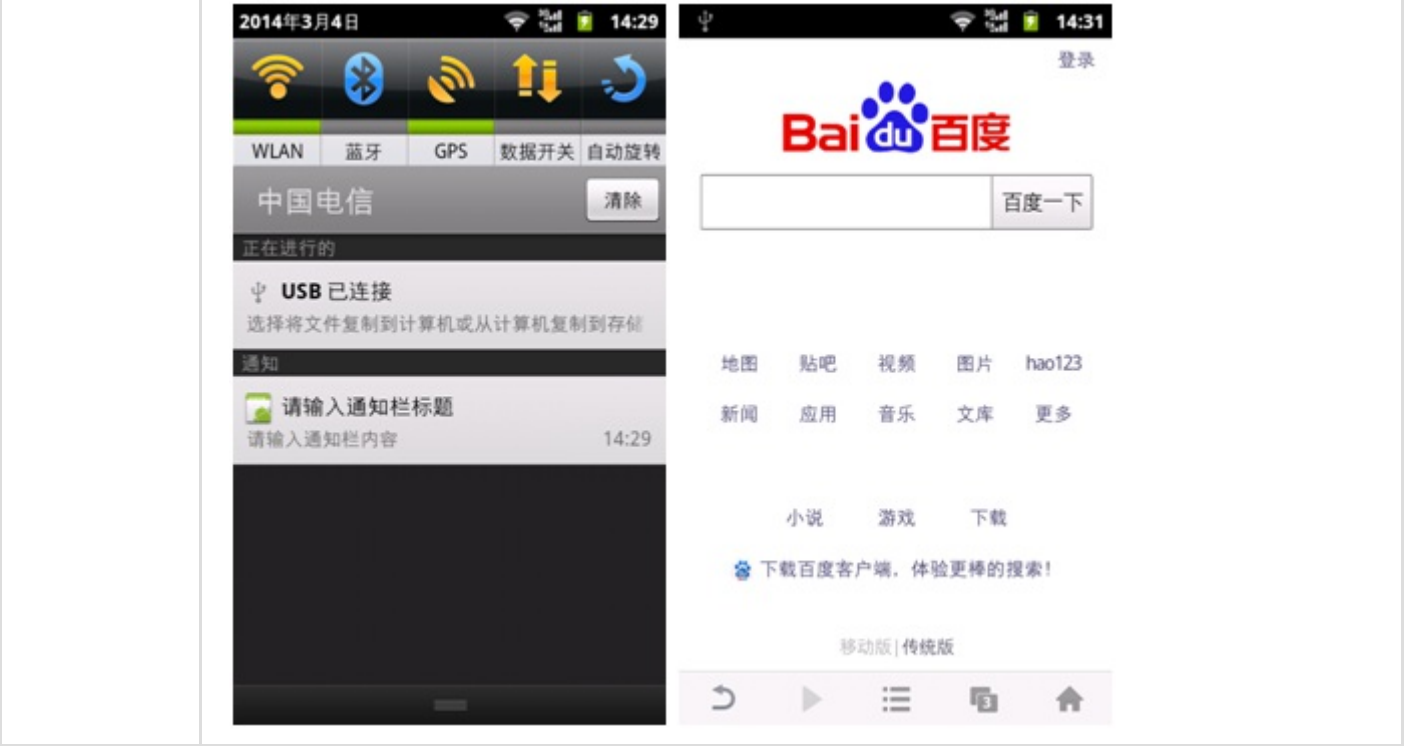 2014年3月4日 14:29
WLAN 蓝牙 GPS 数据开关 自动旋转
中国电信 清除
正在进行的
USB 已连接
选择将文件复制到计算机或从计算机复制到存储
通知
请输入通知栏标题
请输入通知栏内容 14:29
14:31
登录
Bai du 百度
百度一下
地图 贴吧 视频 图片 hao123
新闻 应用 音乐 文库 更多
小说 游戏 下载
下载百度客户端，体验更棒的搜索!
移动版|传统版
3